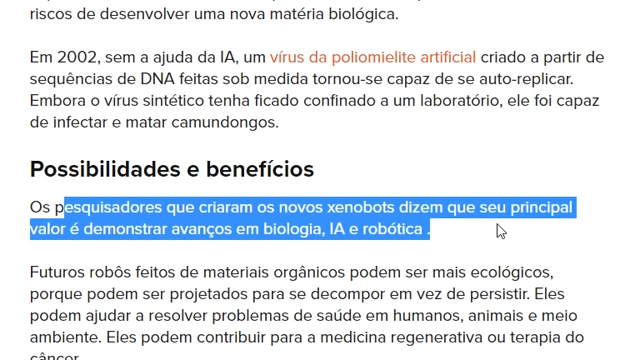 riscos de desenvolver uma nova matéria biológica.
Em 2002, sem a ajuda da IA, um vírus da poliomielite artificial criado a partir de
sequências de DNA feitas sob medida tornou-se capaz de se auto-replicar.
Embora o vírus sintético tenha ficado confinado a um laboratório, ele foi capaz
de infectar e matar camundongos.
Possibilidades e benefícios
Os pesquisadores que criaram os novos xenobots dizem que seu principal
valor é demonstrar avanços em biologia, IA e robótica .
Futuros robôs feitos de materiais orgânicos podem ser mais ecológicos,
porque podem ser projetados para se decompor em vez de persistir. Eles
podem ajudar a resolver problemas de saúde em humanos, animais e meio
ambiente. Eles podem contribuir para a medicina regenerativa ou terapia do
câncer.